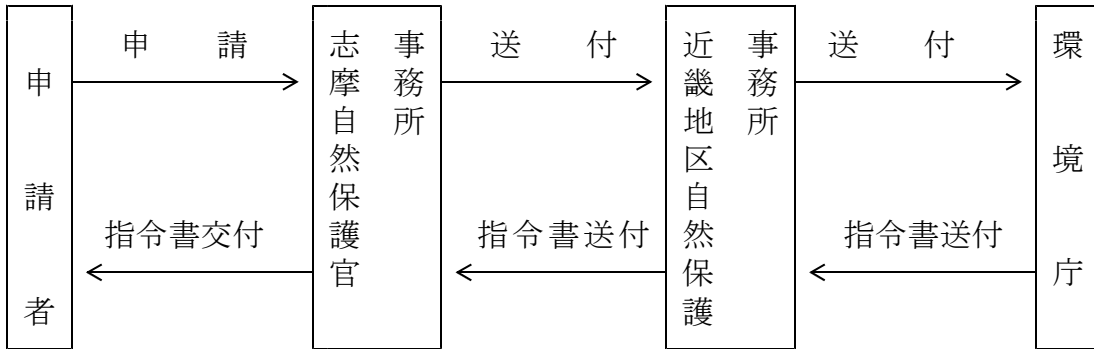 申請者
申請
指令書交付
志摩自然保護官
事務所
送付
指令書送付
近畿地区自然保護
事務所
送付
指令書送付
環境庁